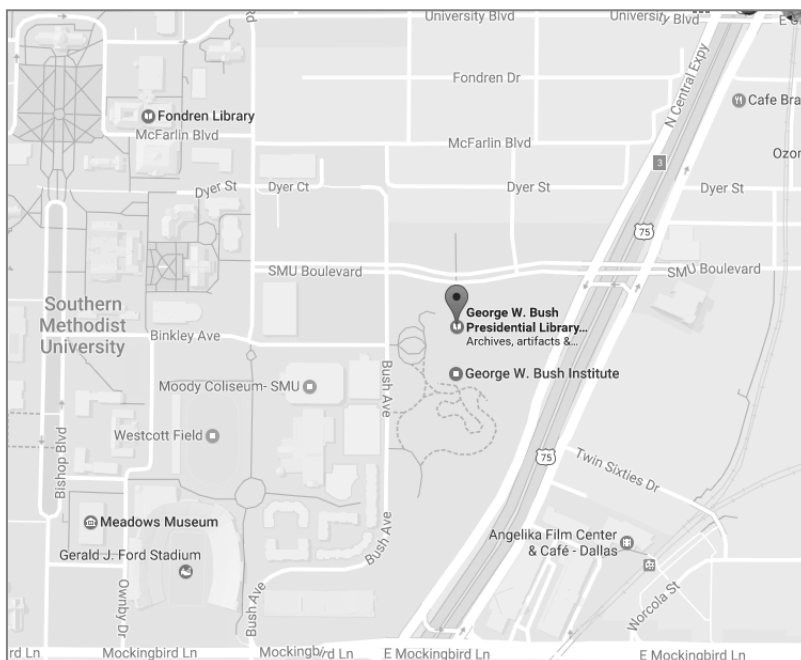 University Blvd
University Blvd
E
Fondren Dr
N Central Expy
Cafe Bra
Fondren Library
McFarlin Blvd
McFarlin Blvd
3
Ozor
Dyer St
Dyer Ct
Dyer St
Dyer St
75
SMU Boulevard
SMU Boulevard
Southern
Methodist
University
George W. Bush
Presidential Library...
Archives, artifacts &...
Binkley Ave
George W. Bush Institute
Bush Ave
Moody Coliseum- SMU
Westcott Field
Bishop Blvd
75
Twin Sixties Dr
Meadows Museum
Angelika Film Center
& Café - Dallas
Gerald J. Ford Stadium
Bush Ave
Ownby Dr
Bush Ave
Worcola St
rd Ln
Mockingbird Ln
Mockingbird Ln
E Mockingbird Ln
E Mockingbird Ln